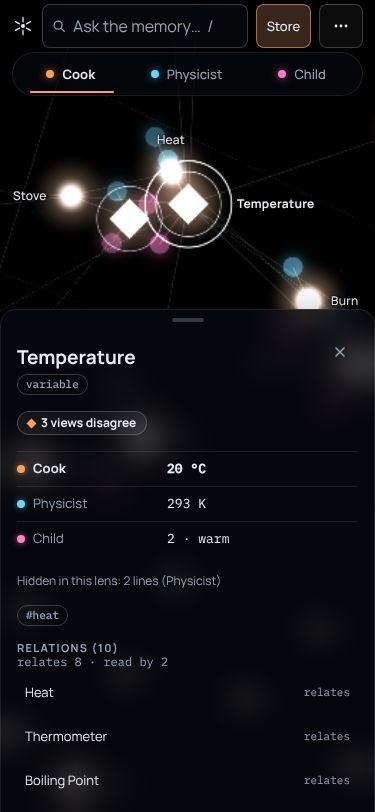 Ask the memory... /
Store
Cook
Physicist
Child
Heat
Stove
Temperature
Burn
Temperature
variable
3 views disagree
Cook 20 °C
Physicist 293 K
Child 2 · warm
Hidden in this lens: 2 lines (Physicist)
#heat
RELATIONS (10)
relates 8 · read by 2
Heat relates
Thermometer relates
Boiling Point relates